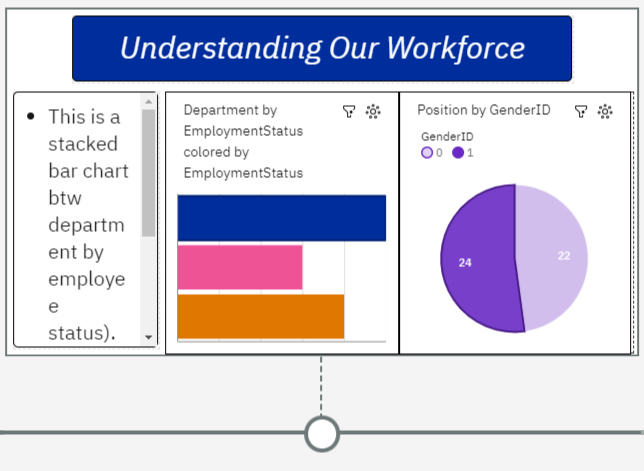 Understanding Our Workforce
• This is a
stacked
bar chart
btw
departm
ent by
employe
e
status).
Department by
EmploymentStatus
colored by
EmploymentStatus
Position by GenderID
GenderID
0 1
24
22